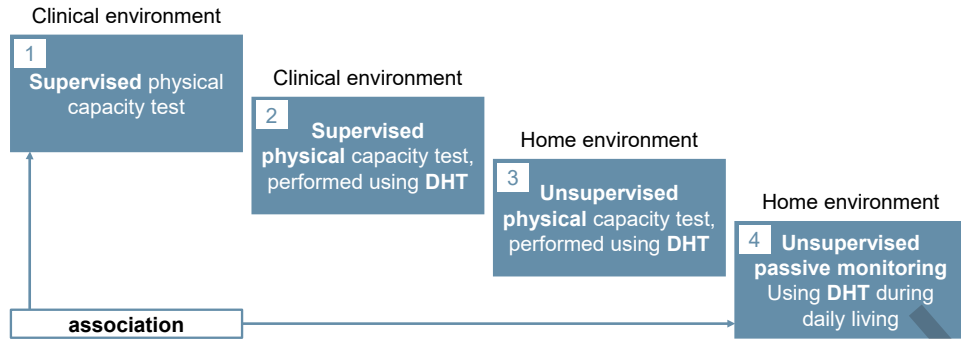 Clinical environment
1
Supervised physical
capacity test
Clinical environment
2
Supervised
physical capacity test,
performed using DHT
Home environment
3
Unsupervised
physical capacity test,
performed using DHT
Home environment
4
Unsupervised
passive monitoring
Using DHT during
daily living
association